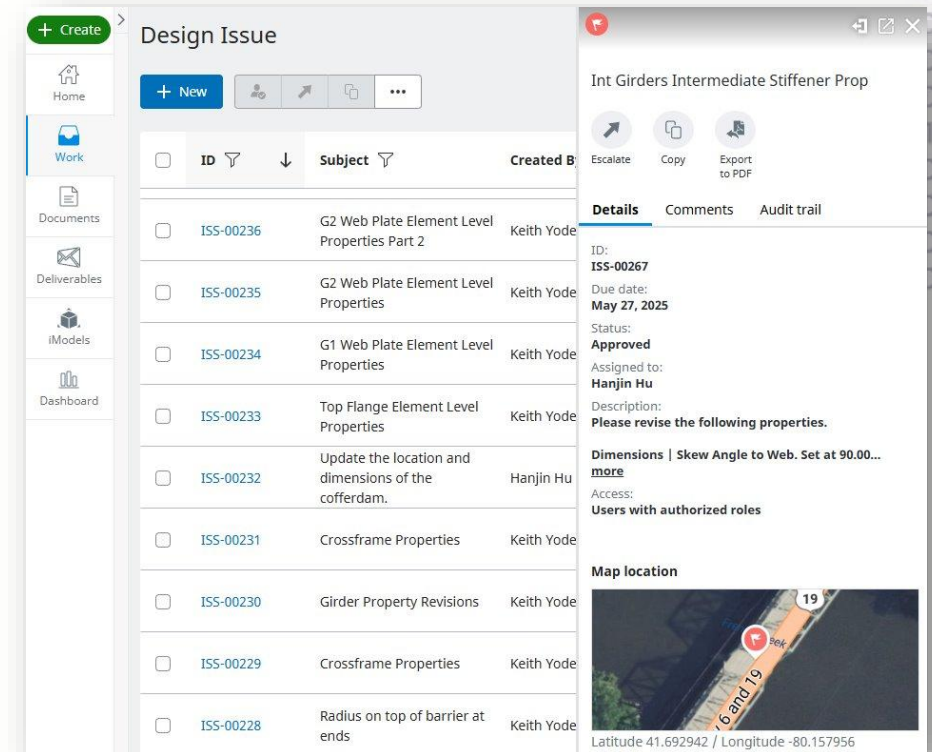 + Create
Home
Work
Documents
Deliverables
iModels
Dashboard
Design Issue
+ New
ID
Subject
Created B
ISS-00236
G2 Web Plate Element Level
Properties Part 2
Keith Yode
ISS-00235
G2 Web Plate Element Level
Properties
Keith Yode
ISS-00234
G1 Web Plate Element Level
Properties
Keith Yode
ISS-00233
Top Flange Element Level
Properties
Keith Yode
ISS-00232
Update the location and
dimensions of the
cofferdam.
Hanjin Hu
ISS-00231
Crossframe Properties
Keith Yode
ISS-00230
Girder Property Revisions
Keith Yode
ISS-00229
Crossframe Properties
Keith Yode
ISS-00228
Radius on top of barrier at
ends
Keith Yode
Int Girders Intermediate Stiffener Prop
Escalate
Copy
Export
to PDF
Details Comments Audit trail
ID:
ISS-00267
Due date:
May 27, 2025
Status:
Approved
Assigned to:
Hanjin Hu
Description:
Please revise the following properties.
Dimensions | Skew Angle to Web. Set at 90.00...
more
Access:
Users with authorized roles
Map location
19
6 and 19
Latitude 41.692942 / Longitude -80.157956